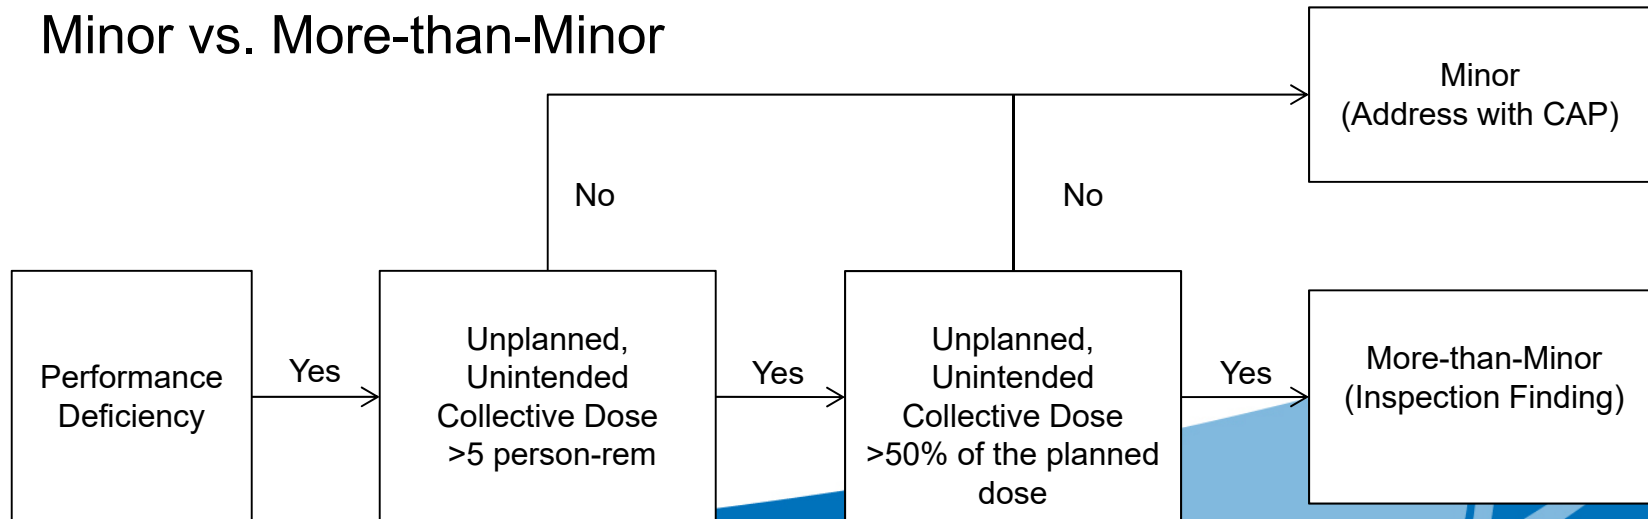 Minor vs. More-than-Minor
Minor
(Address with CAP)
No
No
Performance
Deficiency
Yes
Unplanned,
Unintended
Collective Dose
>5 person-rem
Yes
Unplanned,
Unintended
Collective Dose
>50% of the planned
dose
Yes
More-than-Minor
(Inspection Finding)